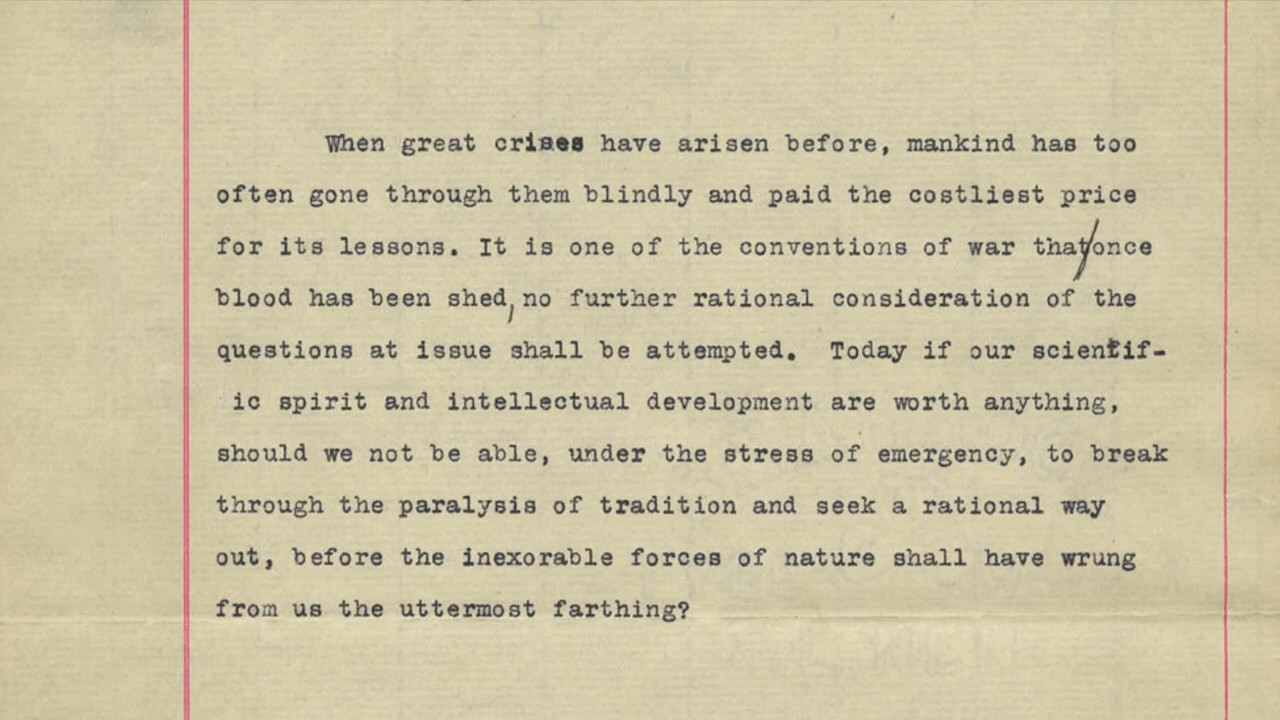 When great crises have arisen before, mankind has too
often gone through them blindly and paid the costliest price
for its lessons. It is one of the conventions of war that/once
blood has been shed, no further rational consideration of the
questions at issue shall be attempted. Today if our scientif-
ic spirit and intellectual development are worth anything,
should we not be able, under the stress of emergency, to break
through the paralysis of tradition and seek a rational way
out, before the inexorable forces of nature shall have wrung
from us the uttermost farthing?